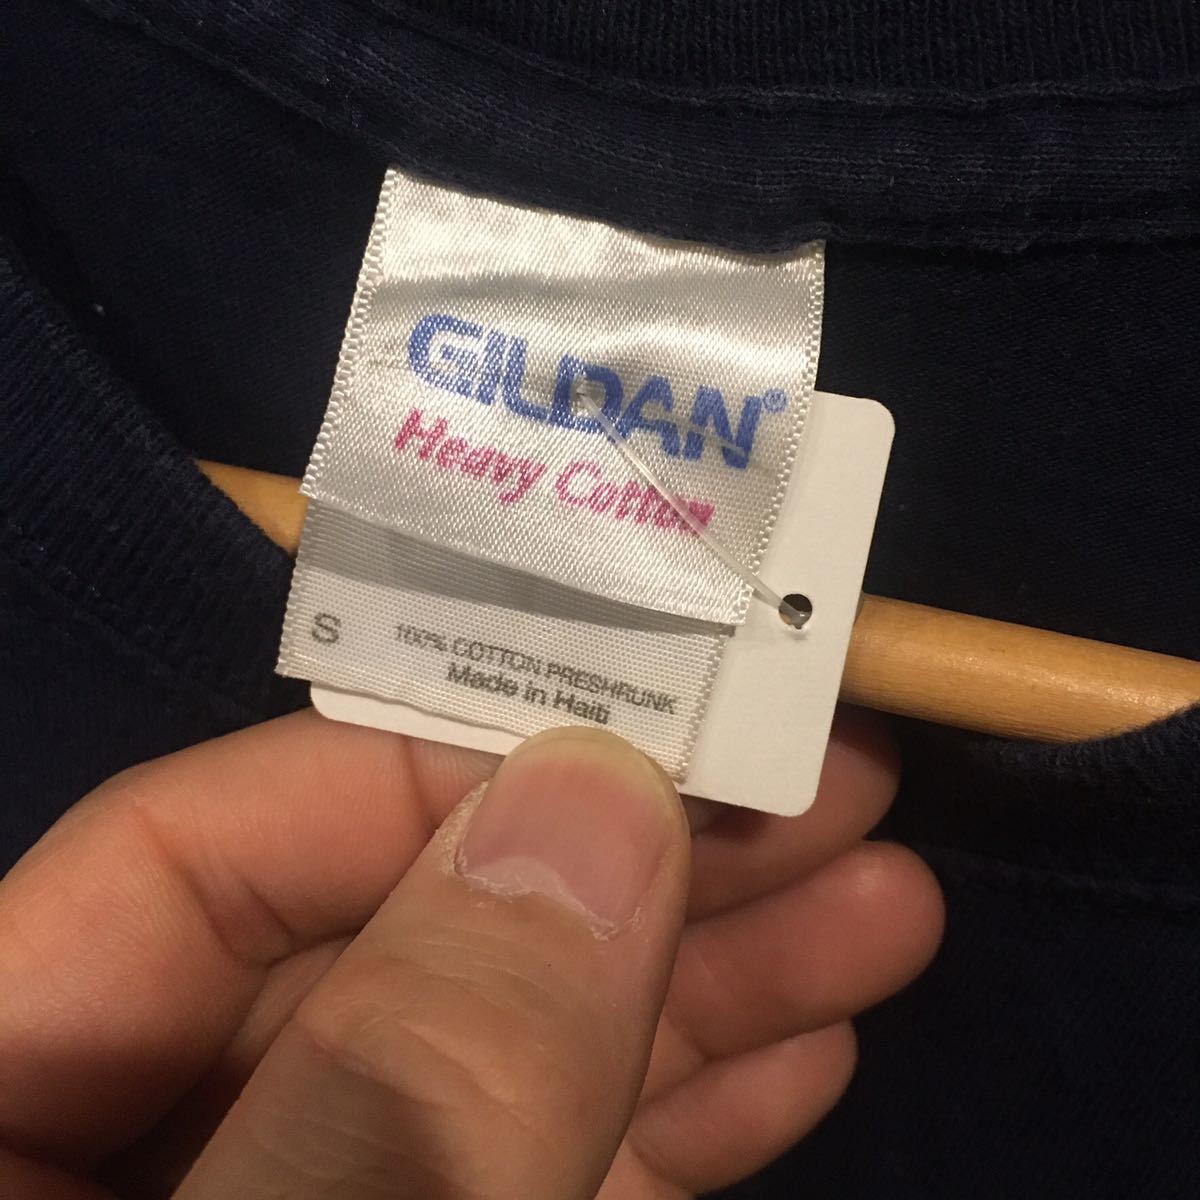 GILDAN®
Heavy Cotton
S
100% COTTON PRESHRUNK
Made in Haiti